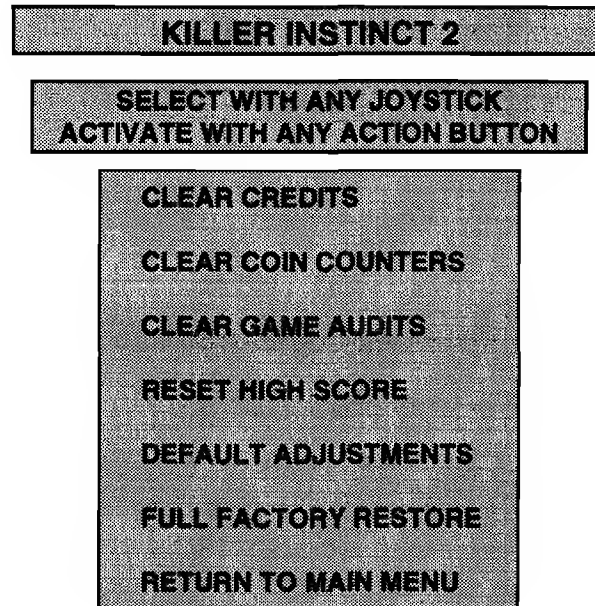 KILLER INSTINCT 2
SELECT WITH ANY JOYSTICK
ACTIVATE WITH ANY ACTION BUTTON
CLEAR CREDITS
CLEAR COIN COUNTERS
CLEAR GAME AUDITS
RESET HIGH SCORE
DEFAULT ADJUSTMENTS
FULL FACTORY RESTORE
RETURN TO MAIN MENU